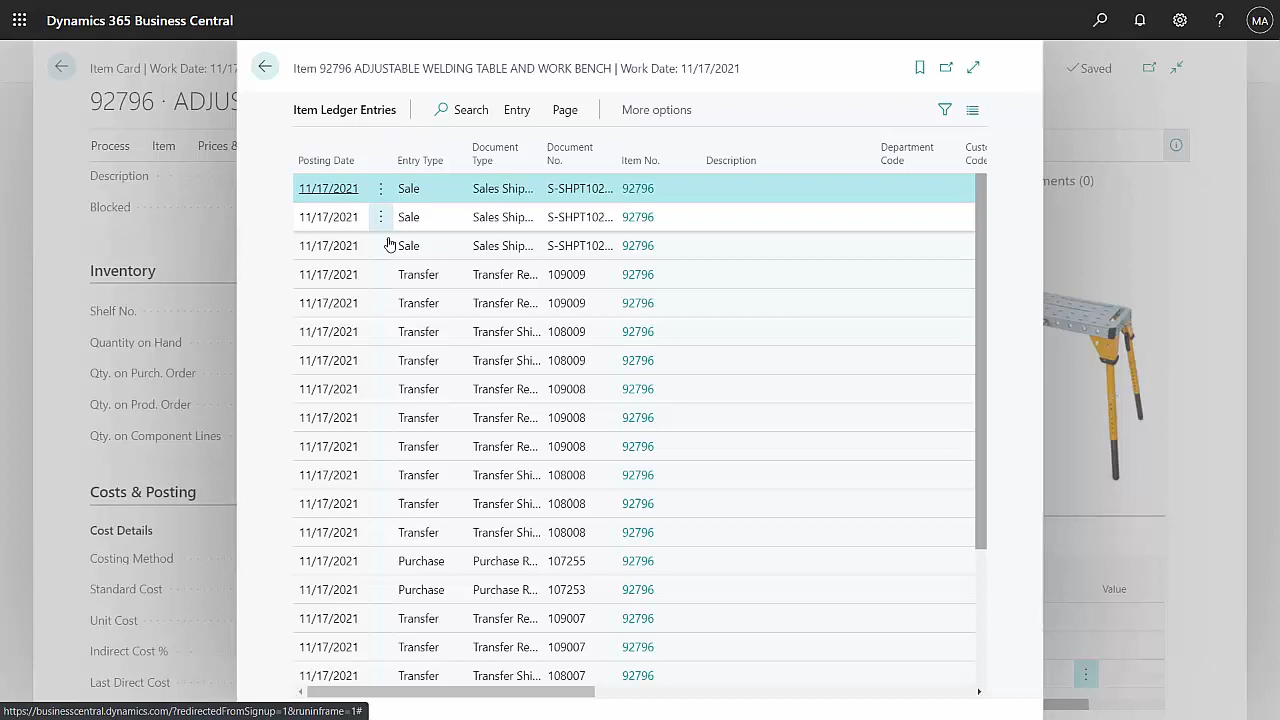 Dynamics 365 Business Central
MA
Item Card | Work Date: 11/1
Item 92796 ADJUSTABLE WELDING TABLE AND WORK BENCH | Work Date: 11/17/2021
Saved
92796 · ADJUS
Item Ledger Entries
Search
Entry
Page
More options
Process
Item
Prices &
Posting Date
Entry Type
Document Type
Document No.
Item No.
Description
Department Code
Custo Code
Description
Blocked
Inventory
Shelf No.
Quantity on Hand
Qty. on Purch. Order
Qty. on Prod. Order
Qty. on Component Lines
Costs & Posting
Cost Details
Costing Method
Standard Cost
Unit Cost
Indirect Cost %
Last Direct Cost
11/17/2021 Sale Sales Ship... S-SHPT102... 92796
11/17/2021 Sale Sales Ship... S-SHPT102... 92796
11/17/2021 Sale Sales Ship... S-SHPT102... 92796
11/17/2021 Transfer Transfer Re... 109009 92796
11/17/2021 Transfer Transfer Re... 109009 92796
11/17/2021 Transfer Transfer Shi... 108009 92796
11/17/2021 Transfer Transfer Shi... 108009 92796
11/17/2021 Transfer Transfer Re... 109008 92796
11/17/2021 Transfer Transfer Re... 109008 92796
11/17/2021 Transfer Transfer Re... 109008 92796
11/17/2021 Transfer Transfer Shi... 108008 92796
11/17/2021 Transfer Transfer Shi... 108008 92796
11/17/2021 Transfer Transfer Shi... 108008 92796
11/17/2021 Purchase Purchase R... 107255 92796
11/17/2021 Purchase Purchase R... 107253 92796
11/17/2021 Transfer Transfer Re... 109007 92796
11/17/2021 Transfer Transfer Re... 109007 92796
11/17/2021 Transfer Transfer Shi... 108007 92796
ments (0)
Value
https://businesscentral.dynamics.com/?redirectedFromSignup=1&runinframe=1#